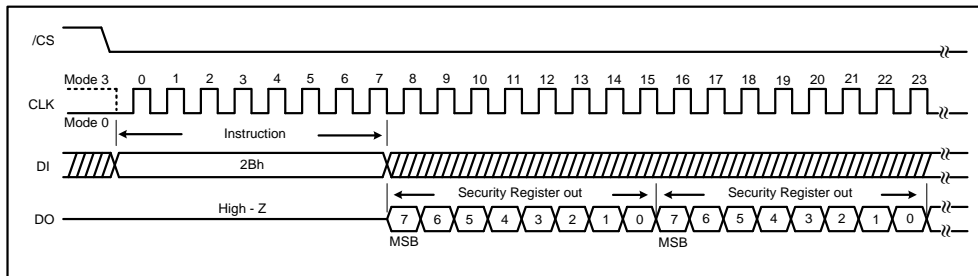 /CS
Mode 3 0 1 2 3 4 5 6 7 8 9 10 11 12 13 14 15 16 17 18 19 20 21 22 23
CLK
Mode 0
Instruction
DI 2Bh
Security Register out Security Register out
DO High - Z 7 6 5 4 3 2 1 0 7 6 5 4 3 2 1 0
MSB MSB